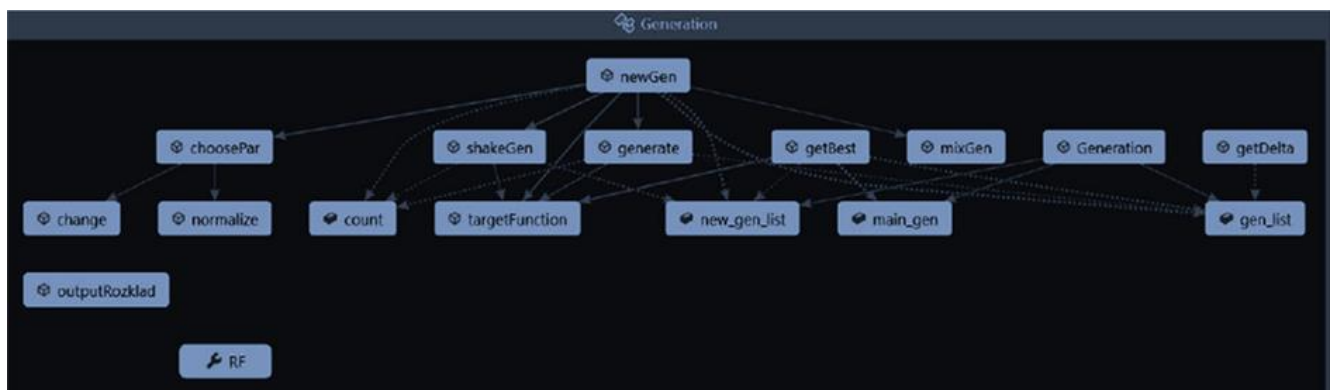 Generation
newGen
choosePar
shakeGen
generate
getBest
mixGen
Generation
getDelta
change
normalize
count
targetFunction
new_gen_list
main_gen
gen_list
outputRozklad
RF